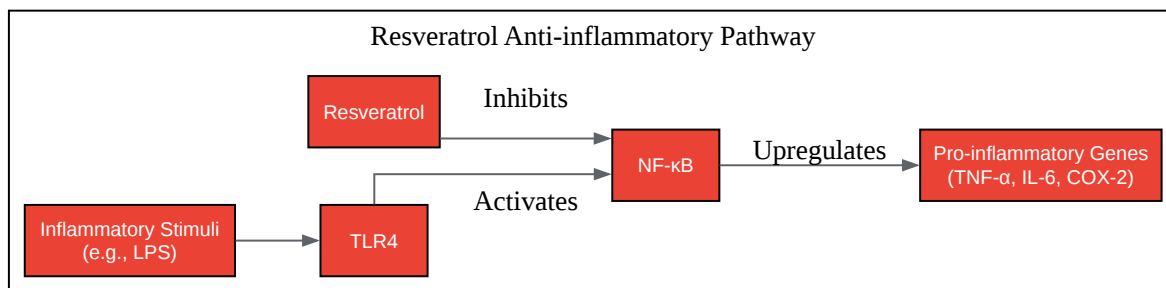 Resveratrol Anti-inflammatory Pathway
Resveratrol
Inhibits
NF-κB
Upregulates
Pro-inflammatory Genes
(TNF-α, IL-6, COX-2)
Activates
Inflammatory Stimuli
(e.g., LPS)
TLR4